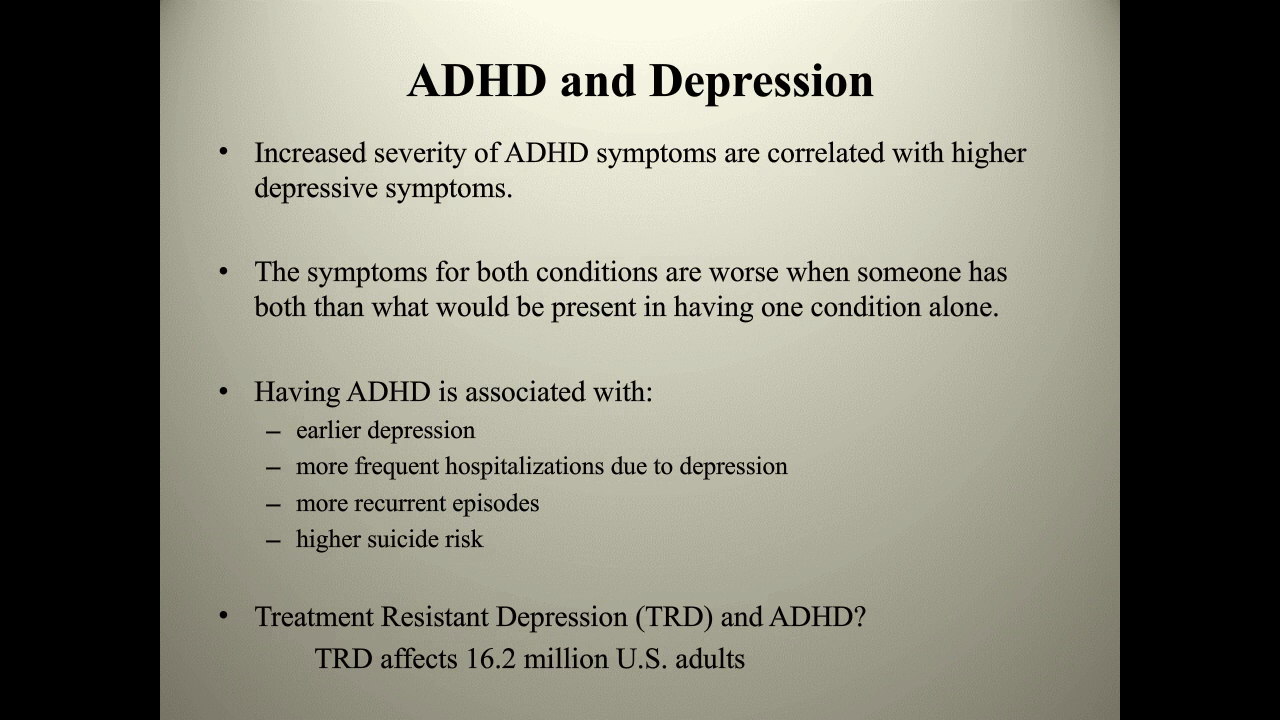 ADHD and Depression
• Increased severity of ADHD symptoms are correlated with higher
depressive symptoms.
• The symptoms for both conditions are worse when someone has
both than what would be present in having one condition alone.
• Having ADHD is associated with:
– earlier depression
– more frequent hospitalizations due to depression
– more recurrent episodes
– higher suicide risk
• Treatment Resistant Depression (TRD) and ADHD?
TRD affects 16.2 million U.S. adults